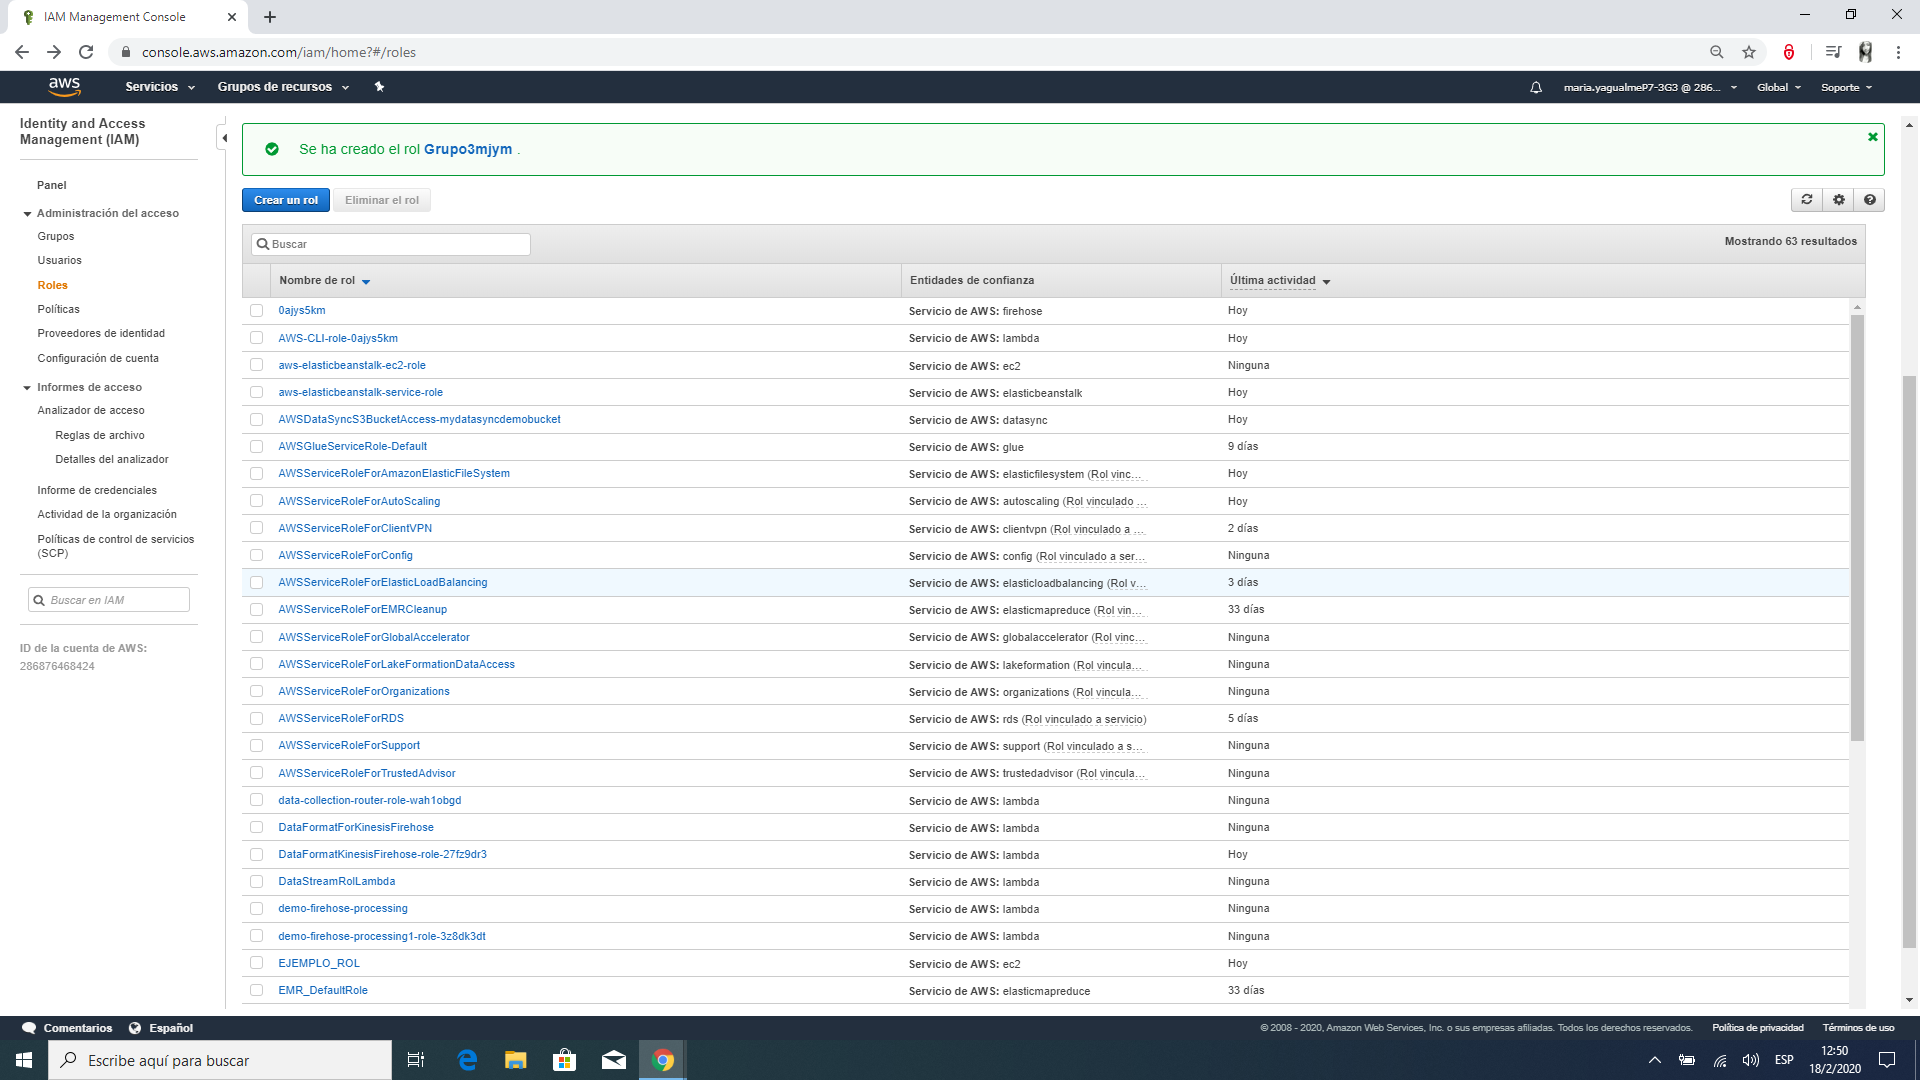 IAM Management Console
console.aws.amazon.com/iam/home?#/roles
aws
Servicios
Grupos de recursos
maria.yagualmeP7-3G3 @ 286...
Global
Soporte
Identity and Access
Management (IAM)
Panel
Administración del acceso
Grupos
Usuarios
Roles
Políticas
Proveedores de identidad
Configuración de cuenta
Informes de acceso
Analizador de acceso
Reglas de archivo
Detalles del analizador
Informe de credenciales
Actividad de la organización
Políticas de control de servicios
(SCP)
Buscar en IAM
ID de la cuenta de AWS:
286876468424
Se ha creado el rol Grupo3mjym .
Crear un rol
Eliminar el rol
Buscar
Mostrando 63 resultados
Nombre de rol Entidades de confianza Última actividad
0ajys5km Servicio de AWS: firehose Hoy
AWS-CLI-role-0ajys5km Servicio de AWS: lambda Hoy
aws-elasticbeanstalk-ec2-role Servicio de AWS: ec2 Ninguna
aws-elasticbeanstalk-service-role Servicio de AWS: elasticbeanstalk Hoy
AWSDataSyncS3BucketAccess-mydatasyncdemobucket Servicio de AWS: datasync Hoy
AWSGlueServiceRole-Default Servicio de AWS: glue 9 días
AWSServiceRoleForAmazonElasticFileSystem Servicio de AWS: elasticfilesystem (Rol vinc... Hoy
AWSServiceRoleForAutoScaling Servicio de AWS: autoscaling (Rol vinculado ... Hoy
AWSServiceRoleForClientVPN Servicio de AWS: clientvpn (Rol vinculado a ... 2 días
AWSServiceRoleForConfig Servicio de AWS: config (Rol vinculado a ser... Ninguna
AWSServiceRoleForElasticLoadBalancing Servicio de AWS: elasticloadbalancing (Rol v... 3 días
AWSServiceRoleForEMRCleanup Servicio de AWS: elasticmapreduce (Rol vin... 33 días
AWSServiceRoleForGlobalAccelerator Servicio de AWS: globalaccelerator (Rol vinc... Ninguna
AWSServiceRoleForLakeFormationDataAccess Servicio de AWS: lakeformation (Rol vincula... Ninguna
AWSServiceRoleForOrganizations Servicio de AWS: organizations (Rol vincula... Ninguna
AWSServiceRoleForRDS Servicio de AWS: rds (Rol vinculado a servicio) 5 días
AWSServiceRoleForSupport Servicio de AWS: support (Rol vinculado a s... Ninguna
AWSServiceRoleForTrustedAdvisor Servicio de AWS: trustedadvisor (Rol vincula... Ninguna
data-collection-router-role-wah1obgd Servicio de AWS: lambda Ninguna
DataFormatForKinesisFirehose Servicio de AWS: lambda Ninguna
DataFormatKinesisFirehose-role-27fz9dr3 Servicio de AWS: lambda Hoy
DataStreamRolLambda Servicio de AWS: lambda Ninguna
demo-firehose-processing Servicio de AWS: lambda Ninguna
demo-firehose-processing1-role-3z8dk3dt Servicio de AWS: lambda Ninguna
EJEMPLO_ROL Servicio de AWS: ec2 Hoy
EMR_DefaultRole Servicio de AWS: elasticmapreduce 33 días
Comentarios
Español
© 2008 - 2020, Amazon Web Services, Inc. o sus empresas afiliadas. Todos los derechos reservados.
Política de privacidad
Términos de uso
Escribe aquí para buscar
ESP
12:50
18/2/2020